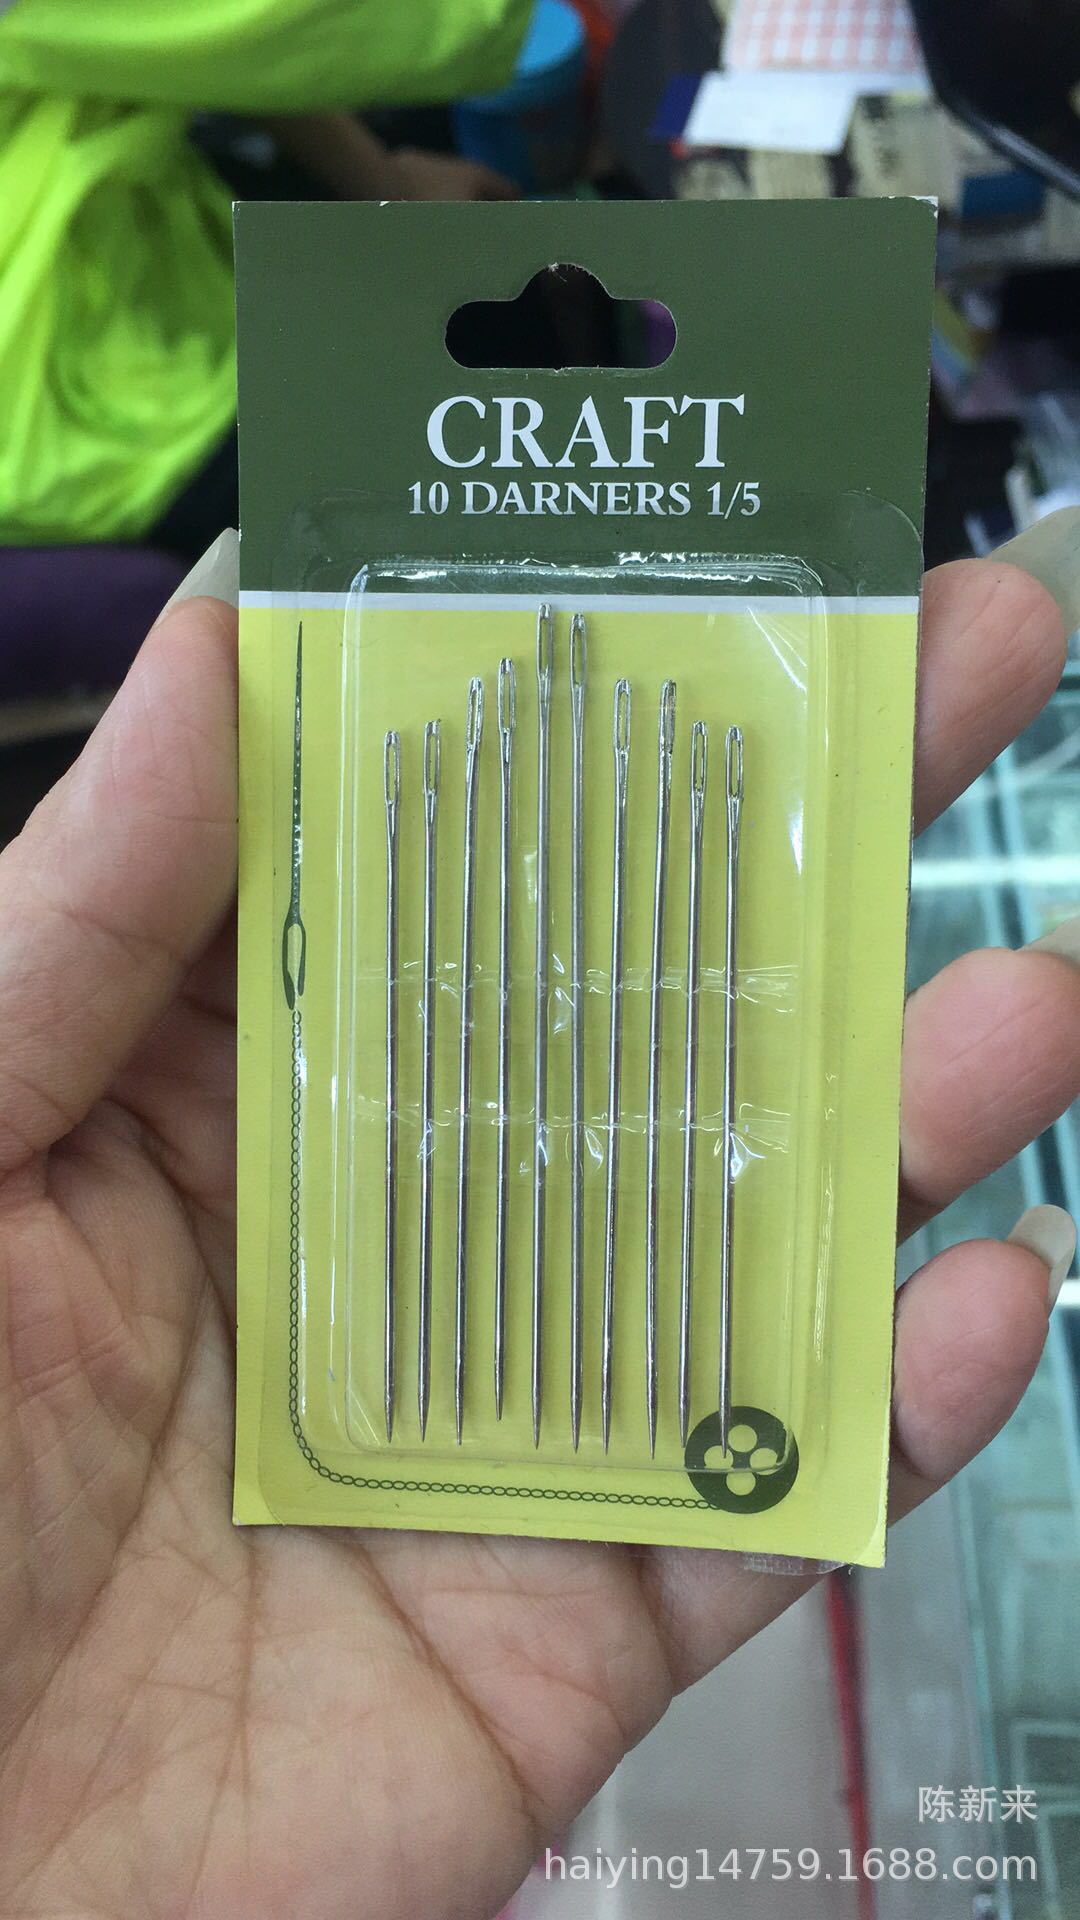 CRAFT
10 DARNERS 1/5
陈新来
haiying14759.1688.com